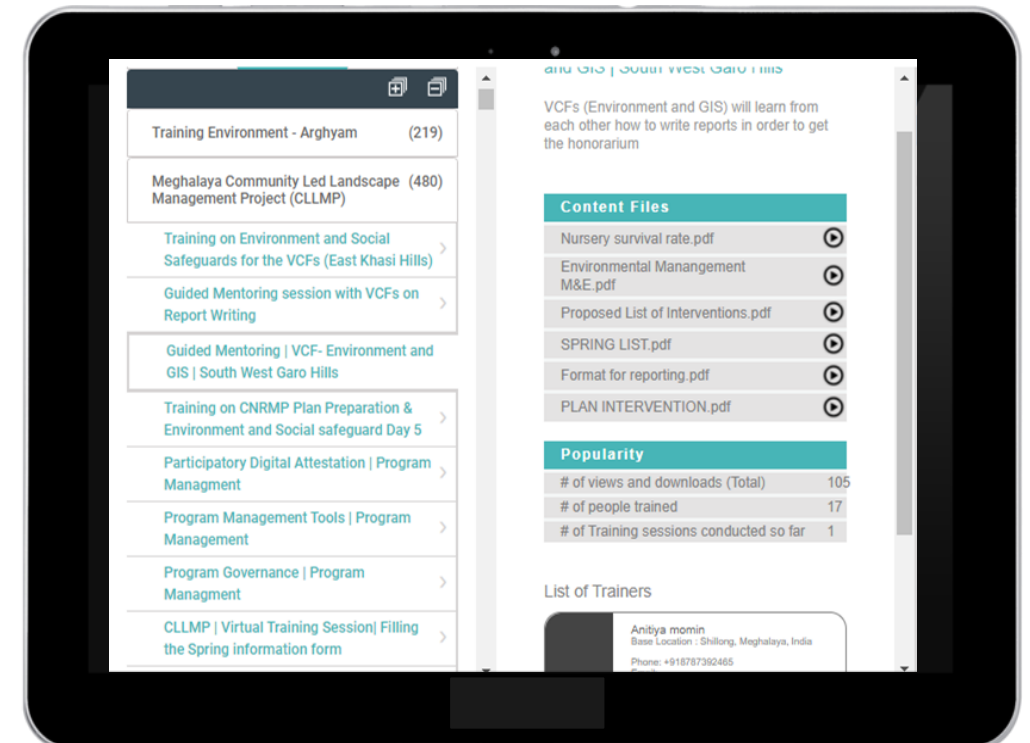 Training Environment - Arghyam (219)
Meghalaya Community Led Landscape (480)
Management Project (CLLMP)
Training on Environment and Social
Safeguards for the VCFs (East Khasi Hills)
Guided Mentoring session with VCFs on
Report Writing
Guided Mentoring | VCF- Environment and
GIS | South West Garo Hills
Training on CNRMP Plan Preparation &
Environment and Social safeguard Day 5
Participatory Digital Attestation | Program
Managment
Program Management Tools | Program
Management
Program Governance | Program
Managment
CLLMP | Virtual Training Session| Filling
the Spring information form
and GIS | South West Garo Hills
VCFs (Environment and GIS) will learn from
each other how to write reports in order to get
the honorarium
Content Files
Nursery survival rate.pdf
Environmental Manangement
M&E.pdf
Proposed List of Interventions.pdf
SPRING LIST.pdf
Format for reporting.pdf
PLAN INTERVENTION.pdf
Popularity
# of views and downloads (Total) 105
# of people trained 17
# of Training sessions conducted so far 1
List of Trainers
Anitiya momin
Base Location : Shillong, Meghalaya, India
Phone: +918787392465